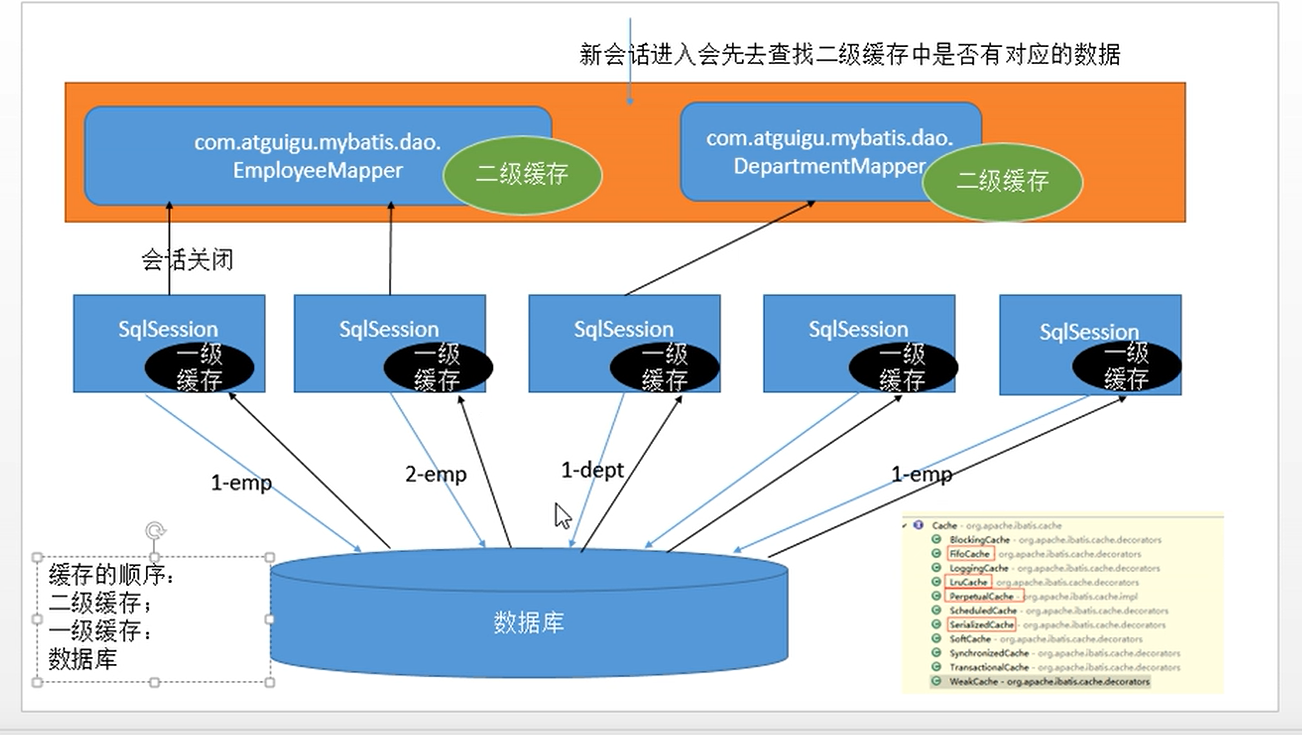 新会话进入会先去查找二级缓存中是否有对应的数据
com.atguigu.mybatis.dao.
EmployeeMapper
二级缓存
com.atguigu.mybatis.dao.
DepartmentMapper
二级缓存
会话关闭
SqlSession
一级
缓存
SqlSession
一级
缓存
SqlSession
一级
缓存
SqlSession
一级
缓存
SqlSession
一级
缓存
1-emp
2-emp
1-dept
1-emp
缓存的顺序：
二级缓存；
一级缓存：
数据库
数据库
Cache - org.apache.ibatis.cache
BlockingCache - org.apache.ibatis.cache.decorators
FifoCache - org.apache.ibatis.cache.decorators
LoggingCache - org.apache.ibatis.cache.decorators
LruCache - org.apache.ibatis.cache.decorators
PerpetualCache - org.apache.ibatis.cache.impl
ScheduledCache - org.apache.ibatis.cache.decorators
SerializedCache - org.apache.ibatis.cache.decorators
SoftCache - org.apache.ibatis.cache.decorators
SynchronizedCache - org.apache.ibatis.cache.decorators
TransactionalCache - org.apache.ibatis.cache.decorators
WeakCache - org.apache.ibatis.cache.decorators